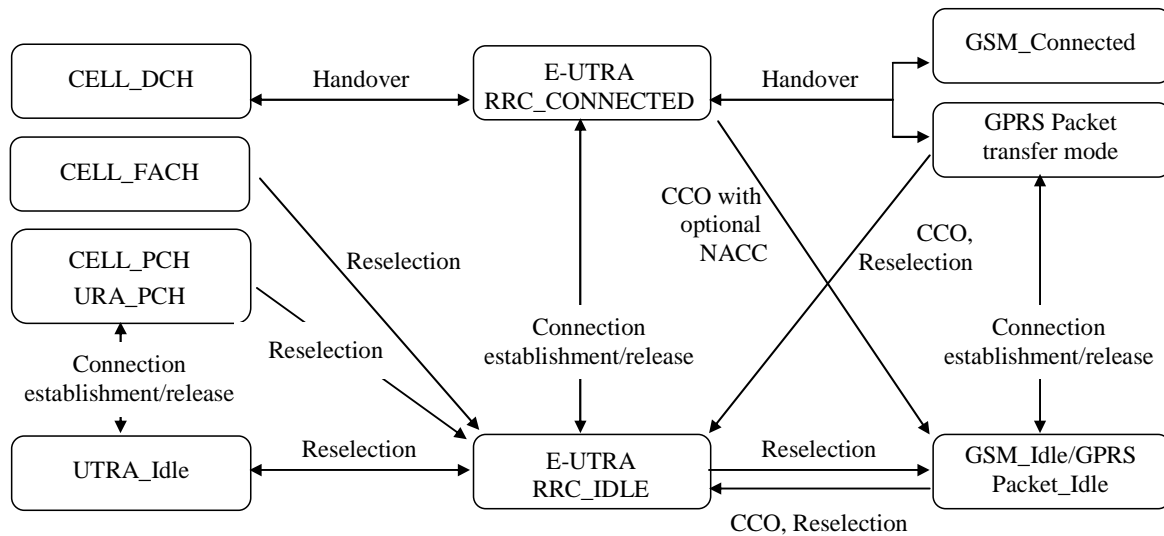 CELL_DCH
Handover
E-UTRA
RRC_CONNECTED
Handover
GSM_Connected
GPRS Packet
transfer mode
CELL_FACH
CCO with
optional
NACC
CCO,
Reselection
CELL_PCH
URA_PCH
Reselection
Reselection
Connection
establishment/release
Connection
establishment/release
Connection
establishment/release
UTRA_Idle
Reselection
E-UTRA
RRC_IDLE
Reselection
CCO, Reselection
GSM_Idle/GPRS
Packet_Idle